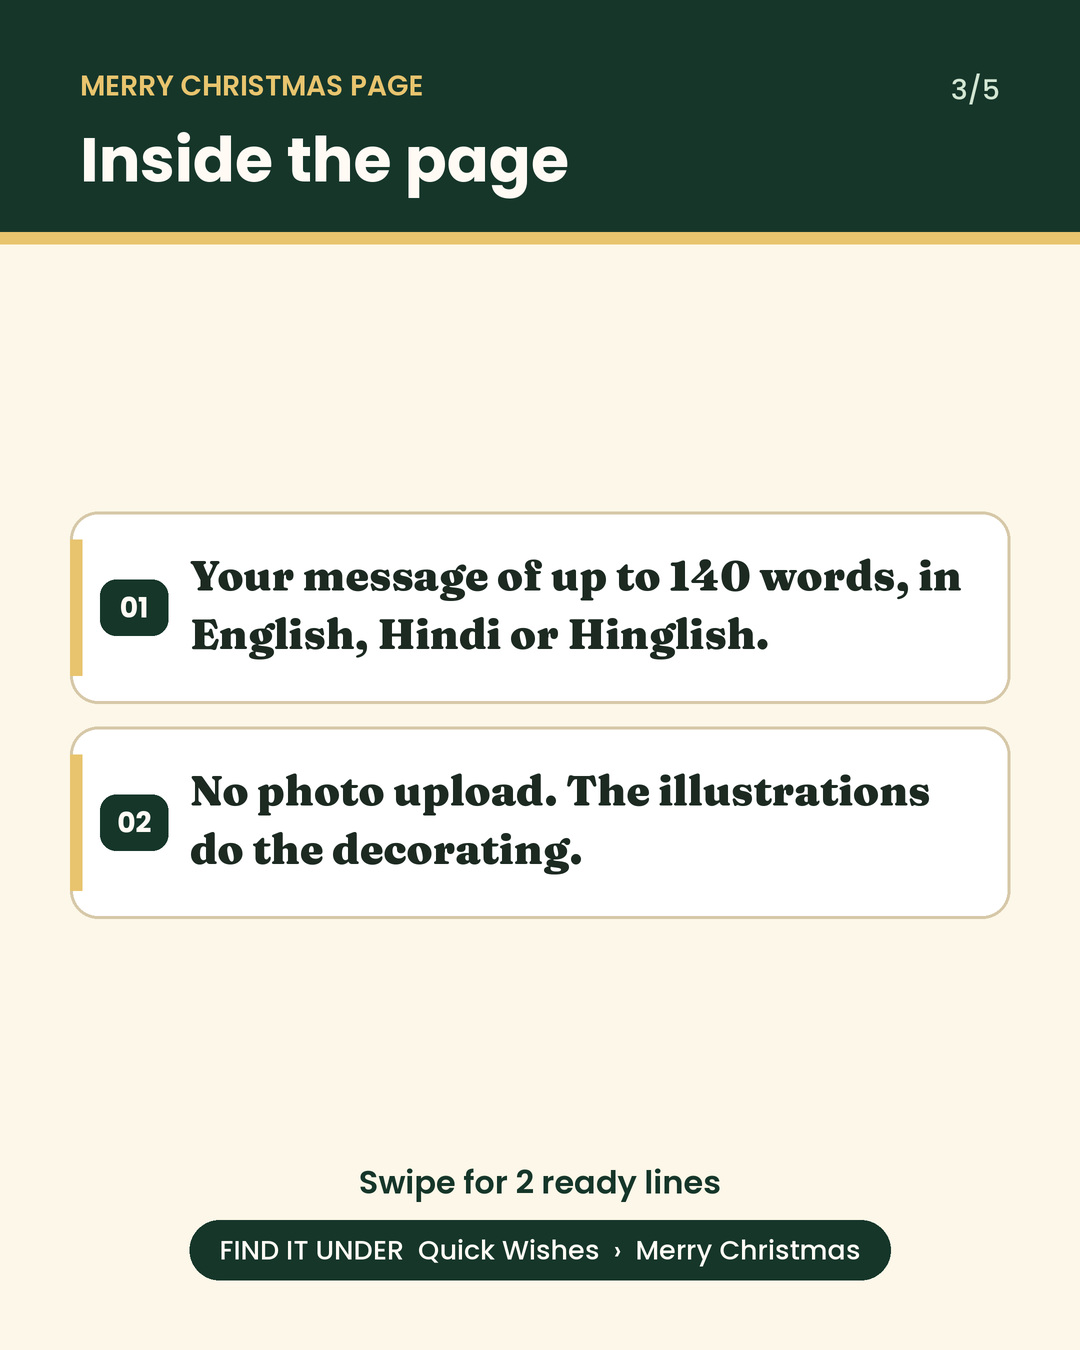 MERRY CHRISTMAS PAGE
3/5
Inside the page
01
Your message of up to 140 words, in
English, Hindi or Hinglish.
02
No photo upload. The illustrations
do the decorating.
Swipe for 2 ready lines
FIND IT UNDER Quick Wishes › Merry Christmas